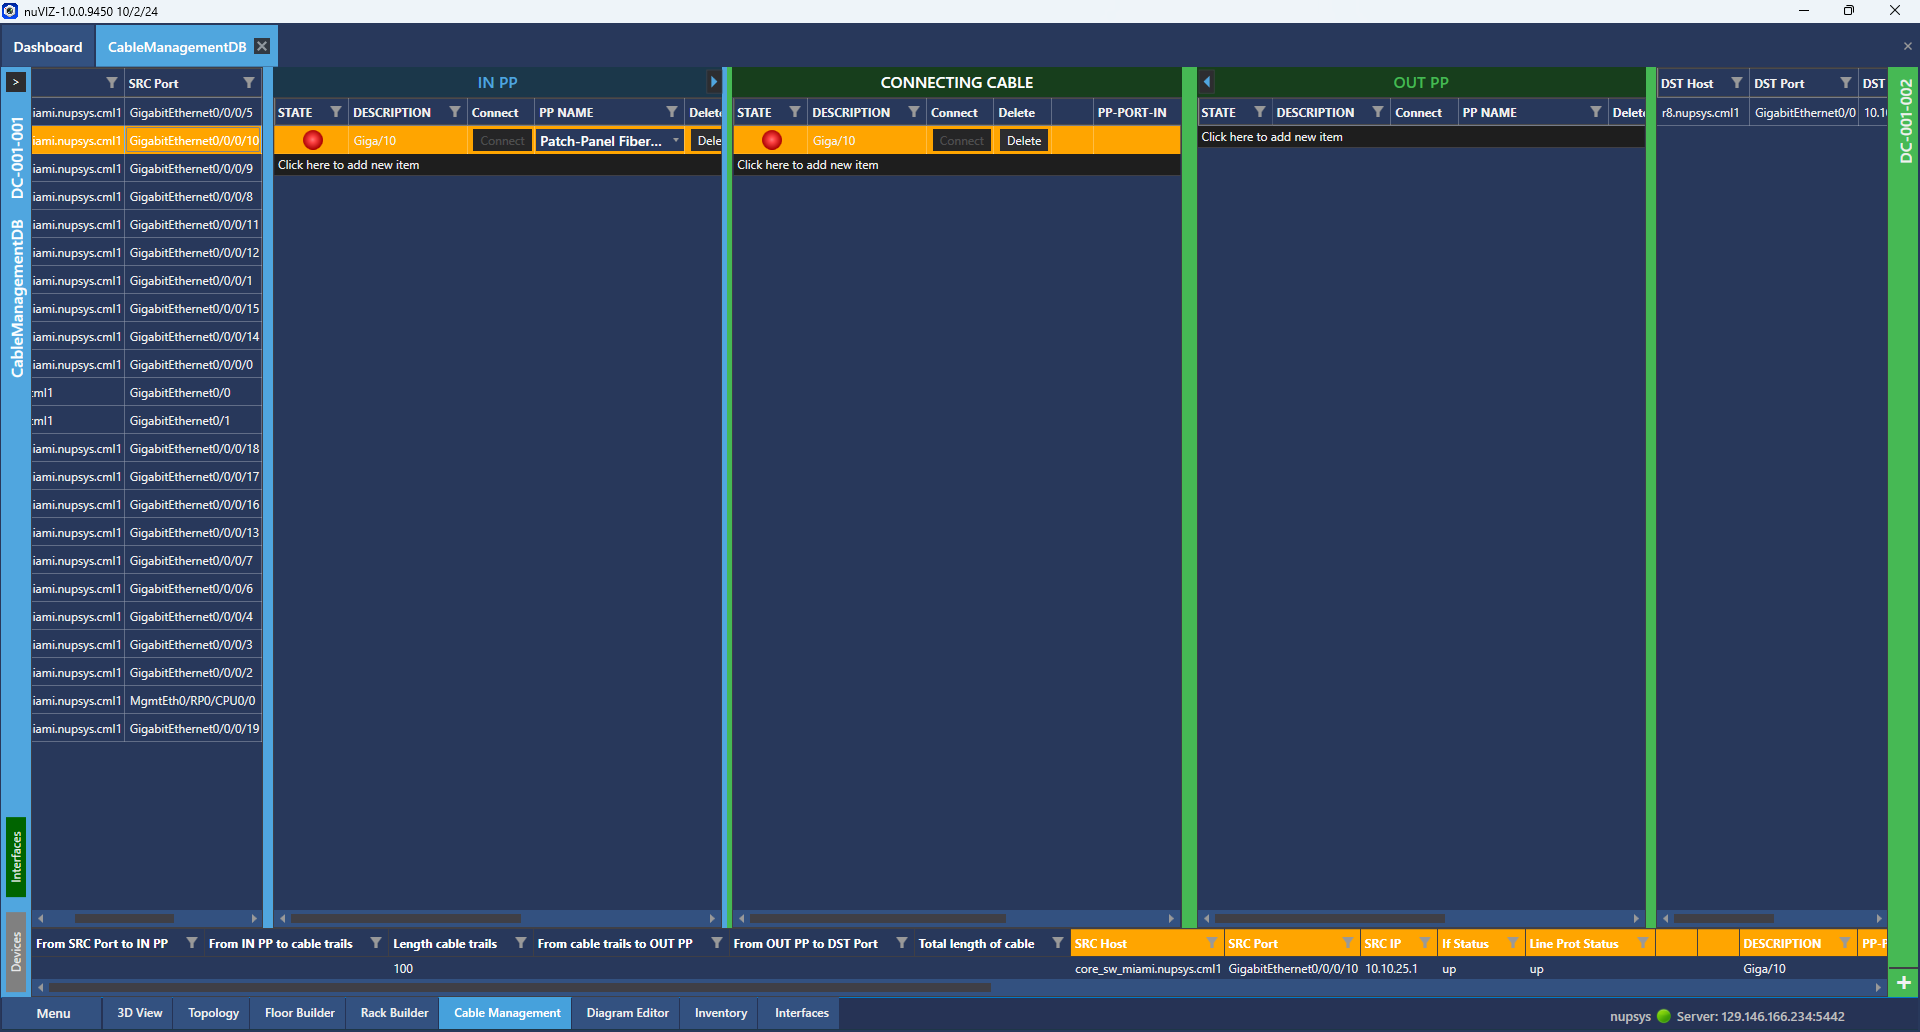 nuVIZ-1.0.0.9450 10/2/24
Dashboard CableManagementDB
> SRC Port IN PP CONNECTING CABLE OUT PP DST Host DST Port DST
STATE DESCRIPTION Connect PP NAME Delete STATE DESCRIPTION Connect Delete PP-PORT-IN STATE DESCRIPTION Connect PP NAME Delete
iami.nupsys.cml1 GigabitEthernet0/0/0/5 r8.nupsys.cml1 GigabitEthernet0/0 10.1
iami.nupsys.cml1 GigabitEthernet0/0/0/10 Giga/10 Connect Patch-Panel Fiber... Dele Giga/10 Connect Delete Click here to add new item
iami.nupsys.cml1 GigabitEthernet0/0/0/9 Click here to add new item Click here to add new item
iami.nupsys.cml1 GigabitEthernet0/0/0/8
iami.nupsys.cml1 GigabitEthernet0/0/0/11
iami.nupsys.cml1 GigabitEthernet0/0/0/12
iami.nupsys.cml1 GigabitEthernet0/0/0/1
iami.nupsys.cml1 GigabitEthernet0/0/0/15
iami.nupsys.cml1 GigabitEthernet0/0/0/14
iami.nupsys.cml1 GigabitEthernet0/0/0/0
cml1 GigabitEthernet0/0
cml1 GigabitEthernet0/1
iami.nupsys.cml1 GigabitEthernet0/0/0/18
iami.nupsys.cml1 GigabitEthernet0/0/0/17
iami.nupsys.cml1 GigabitEthernet0/0/0/16
iami.nupsys.cml1 GigabitEthernet0/0/0/13
iami.nupsys.cml1 GigabitEthernet0/0/0/7
iami.nupsys.cml1 GigabitEthernet0/0/0/6
iami.nupsys.cml1 GigabitEthernet0/0/0/4
iami.nupsys.cml1 GigabitEthernet0/0/0/3
iami.nupsys.cml1 GigabitEthernet0/0/0/2
iami.nupsys.cml1 MgmtEth0/RP0/CPU0/0
iami.nupsys.cml1 GigabitEthernet0/0/0/19
CableManagementDB DC-001-001
DC-001-002
Interfaces
Devices
From SRC Port to IN PP From IN PP to cable trails Length cable trails From cable trails to OUT PP From OUT PP to DST Port Total length of cable SRC Host SRC Port SRC IP If Status Line Prot Status DESCRIPTION PP-P
100 core_sw_miami.nupsys.cml1 GigabitEthernet0/0/0/10 10.10.25.1 up up Giga/10
+
Menu 3D View Topology Floor Builder Rack Builder Cable Management Diagram Editor Inventory Interfaces nupsys Server: 129.146.166.234:5442